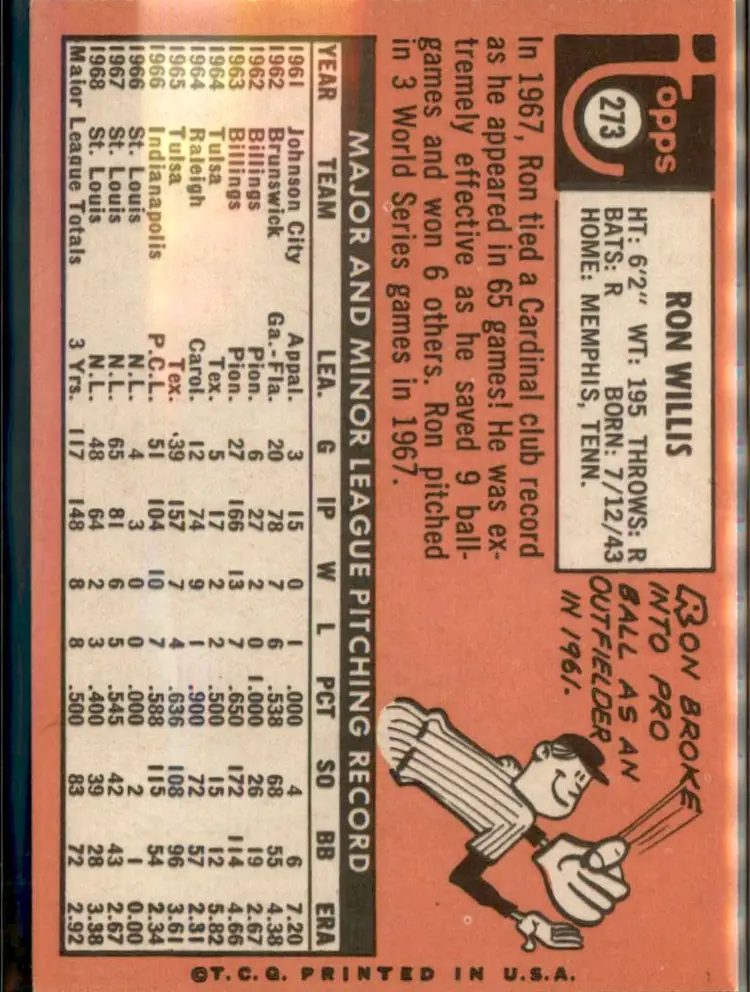 Topps
273
RON WILLIS
HT: 6'2" WT: 195 THROWS: R
BATS: R BORN: 7/12/43
HOME: MEMPHIS, TENN.
In 1967, Ron tied a Cardinal club record
as he appeared in 65 games! He was ex-
tremely effective as he saved 9 ball-
games and won 6 others. Ron pitched
in 3 World Series games in 1967.
RON BROKE
INTO PRO
BALL AS AN
OUTFIELDER
IN 1961.
MAJOR AND MINOR LEAGUE PITCHING RECORD
YEAR TEAM LEA. G IP W L PCT SO BB ERA
1961 Johnson City Appal. 3 15 0 1 .000 4 6 7.20
1962 Brunswick Ga.-Fla. 20 78 7 6 .538 68 55 4.38
1962 Billings Pion. 6 27 2 0 1.000 26 19 2.67
1963 Billings Pion. 27 166 13 7 .650 172 114 4.66
1964 Tulsa Tex. 5 17 2 2 .500 15 12 5.82
1964 Raleigh Carol. 12 74 9 1 .900 72 57 2.31
1965 Tulsa Tex. 39 157 7 4 .636 108 96 3.61
1966 Indianapolis P.C.L. 51 104 10 7 .588 115 54 2.34
1966 St. Louis N.L. 4 3 0 0 .000 2 1 0.00
1967 St. Louis N.L. 65 81 6 5 .545 42 43 2.67
1968 St. Louis N.L. 48 64 2 3 .400 39 28 3.38
Major League Totals 3 Yrs. 117 148 8 8 .500 83 72 2.92
©T.C.G. PRINTED IN U.S.A.